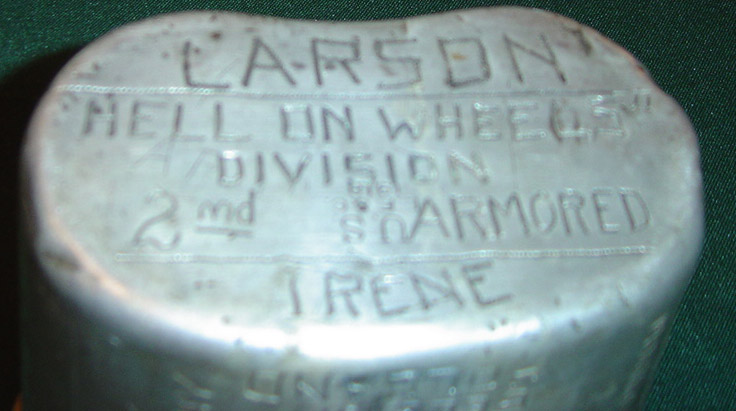 LARSON
"HELL ON WHEELS"
DIVISION
2nd ARMORED
IRENE